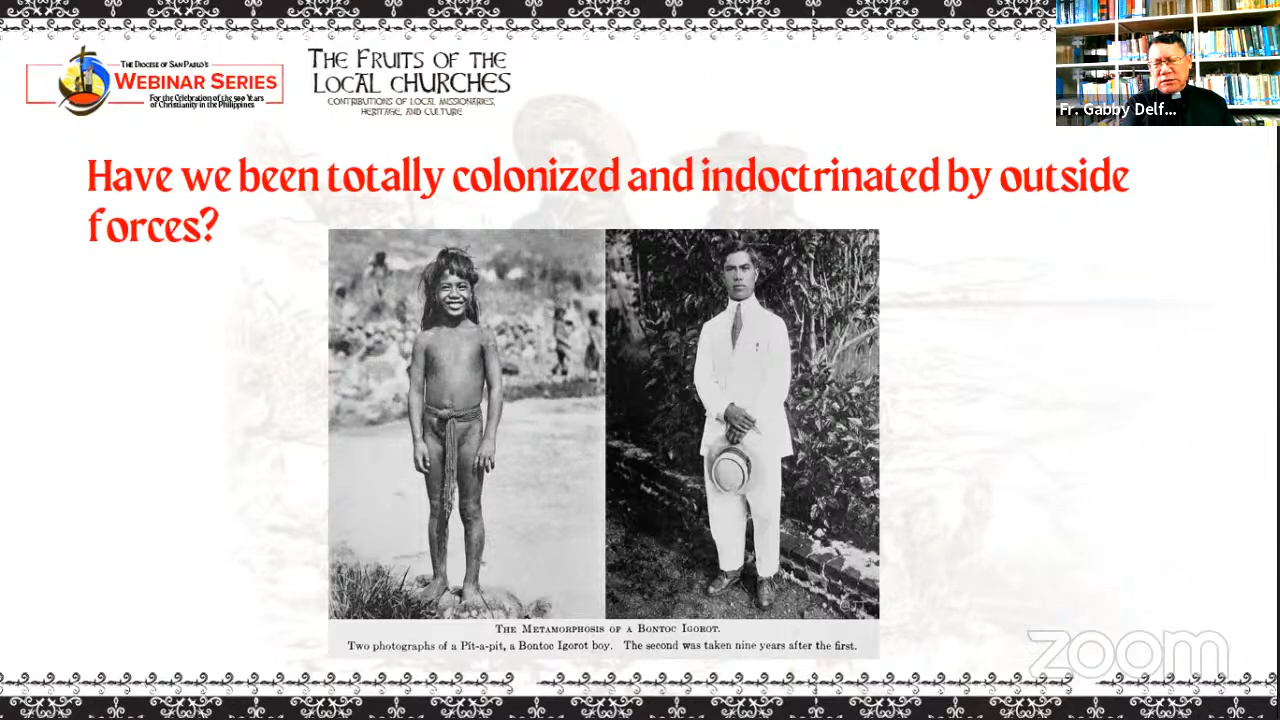 The Diocese of San Pablo's
Webinar Series
For the Celebration of the 500 Years
of Christianity in the Philippines
The Fruits of the
Local Churches
Contributions of Local Missionaries,
Heritage, and Culture
Fr. Gabby Delf...
Have we been totally colonized and indoctrinated by outside
forces?
The Metamorphosis of a Bontoc Igorot.
Two photographs of a Pít-a-pit, a Bontoc Igorot boy. The second was taken nine years after the first.
zoom